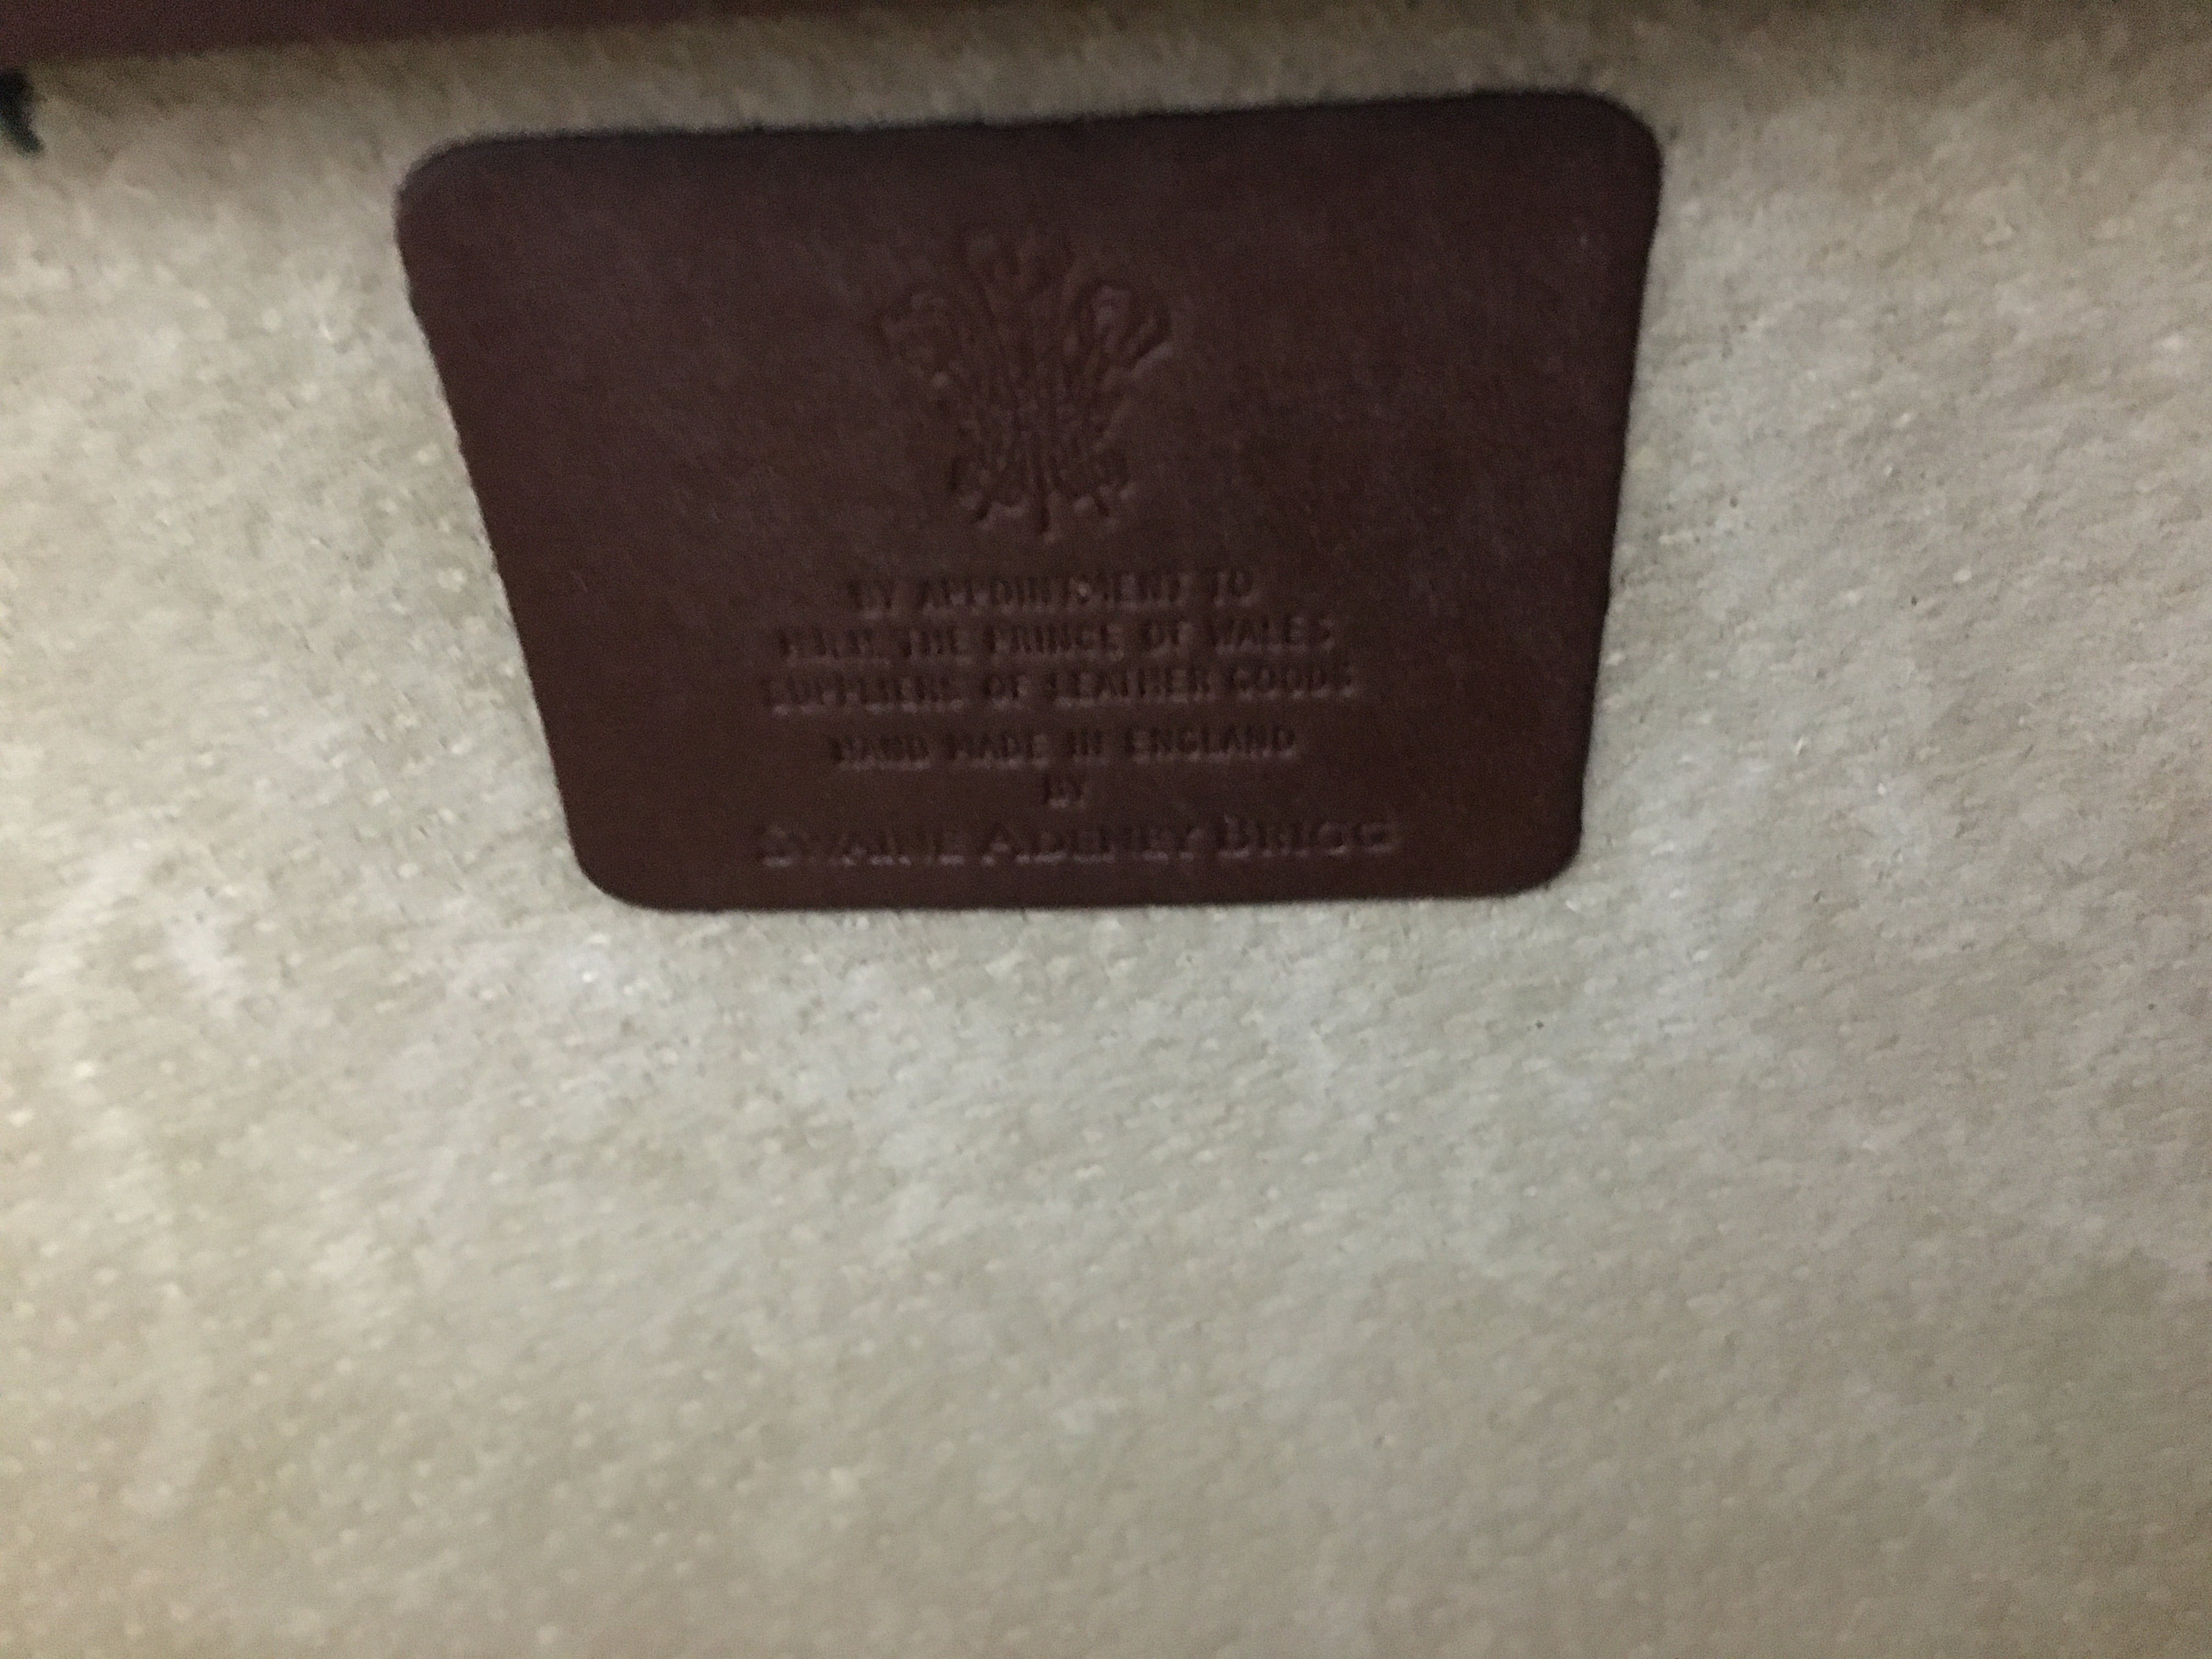 BY APPOINTMENT TO
H.R.H. THE PRINCE OF WALES
SUPPLIERS OF LEATHER GOODS
HAND MADE IN ENGLAND
BY
SWAINE ADENEY BRIGG